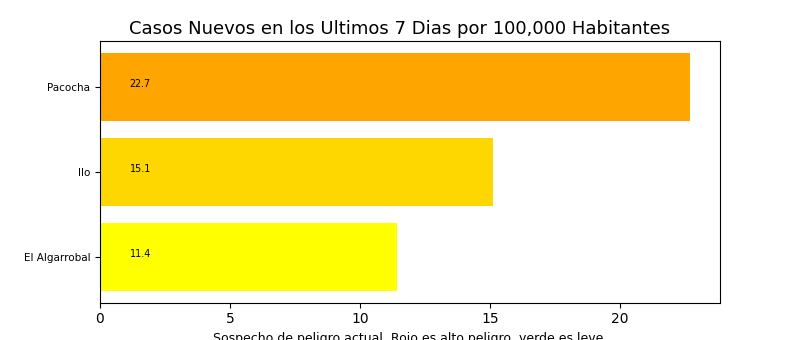 Casos Nuevos en los Ultimos 7 Dias por 100,000 Habitantes
Pacocha
22.7
Ilo
15.1
El Algarrobal
11.4
0 5 10 15 20
Sospecho de peligro actual. Rojo es alto peligro, verde es leve